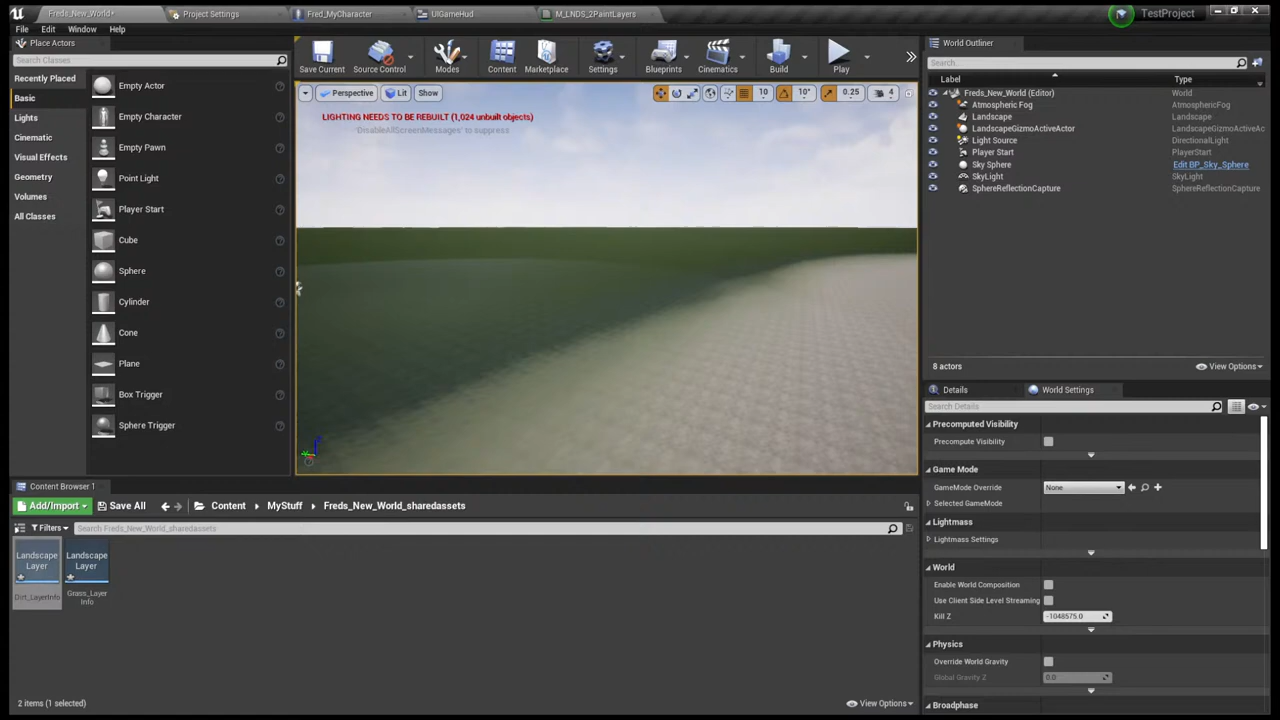 Freds_New_World*
Project Settings
Fred_MyCharacter
UIGameHud
M_LNDS_2PaintLayers
TestProject
File Edit Window Help
Place Actors
Search Classes
Recently Placed
Basic
Lights
Cinematic
Visual Effects
Geometry
Volumes
All Classes
Empty Actor
Empty Character
Empty Pawn
Point Light
Player Start
Cube
Sphere
Cylinder
Cone
Plane
Box Trigger
Sphere Trigger
Save Current
Source Control
Modes
Content
Marketplace
Settings
Blueprints
Cinematics
Build
Play
Perspective Lit Show
10 10° 0.25 4
LIGHTING NEEDS TO BE REBUILT (1,024 unbuilt objects)
DisableAllScreenMessages' to suppress
World Outliner
Search...
Label Type
Freds_New_World (Editor) World
Atmospheric Fog AtmosphericFog
Landscape Landscape
LandscapeGizmoActiveActor LandscapeGizmoActiveAc
Light Source DirectionalLight
Player Start PlayerStart
Sky Sphere Edit BP_Sky_Sphere
SkyLight SkyLight
SphereReflectionCapture SphereReflectionCapture
8 actors
View Options
Details
World Settings
Search Details
Precomputed Visibility
Precompute Visibility
Game Mode
GameMode Override None
Selected GameMode
Lightmass
Lightmass Settings
World
Enable World Composition
Use Client Side Level Streaming
Kill Z -1048575.0
Physics
Override World Gravity
Global Gravity Z 0.0
Broadphase
Content Browser 1
Add/Import
Save All
Content MyStuff Freds_New_World_sharedassets
Filters
Search Freds_New_World_sharedassets
Landscape
Layer
Dirt_LayerInfo
Landscape
Layer
Grass_Layer
Info
2 items (1 selected)
View Options